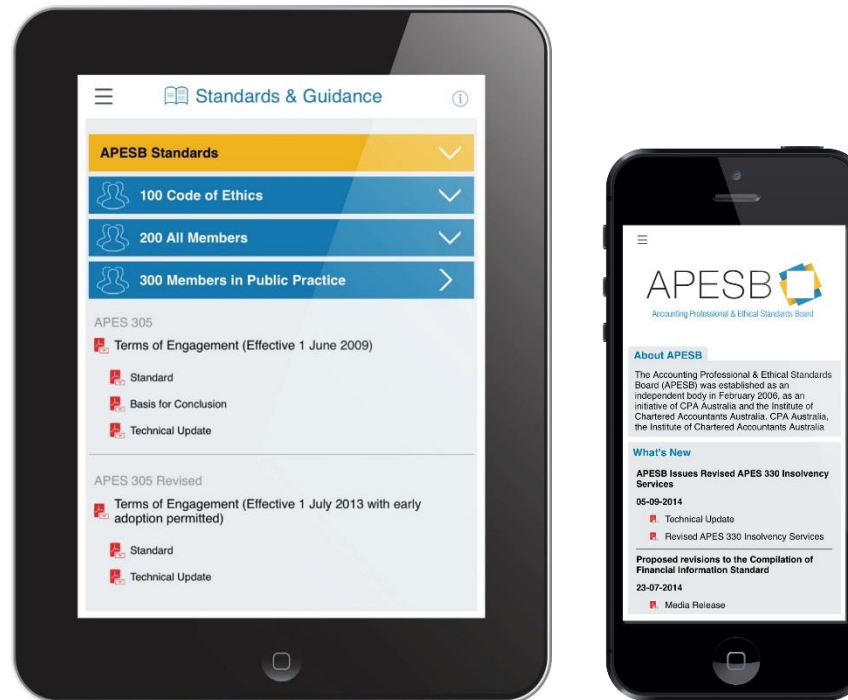 Standards & Guidance
APESB Standards
100 Code of Ethics
200 All Members
300 Members in Public Practice
APES 305
Terms of Engagement (Effective 1 June 2009)
Standard
Basis for Conclusion
Technical Update
APES 305 Revised
Terms of Engagement (Effective 1 July 2013 with early
adoption permitted)
Standard
Technical Update
APESB
Accounting Professional & Ethical Standards Board
About APESB
The Accounting Professional & Ethical Standards
Board (APESB) was established as an
independent body in February 2006, as an
initiative of CPA Australia and the Institute of
Chartered Accountants Australia. CPA Australia,
the Institute of Chartered Accountants Australia
What's New
APESB Issues Revised APES 330 Insolvency
Services
05-09-2014
Technical Update
Revised APES 330 Insolvency Services
Proposed revisions to the Compilation of
Financial Information Standard
23-07-2014
Media Release